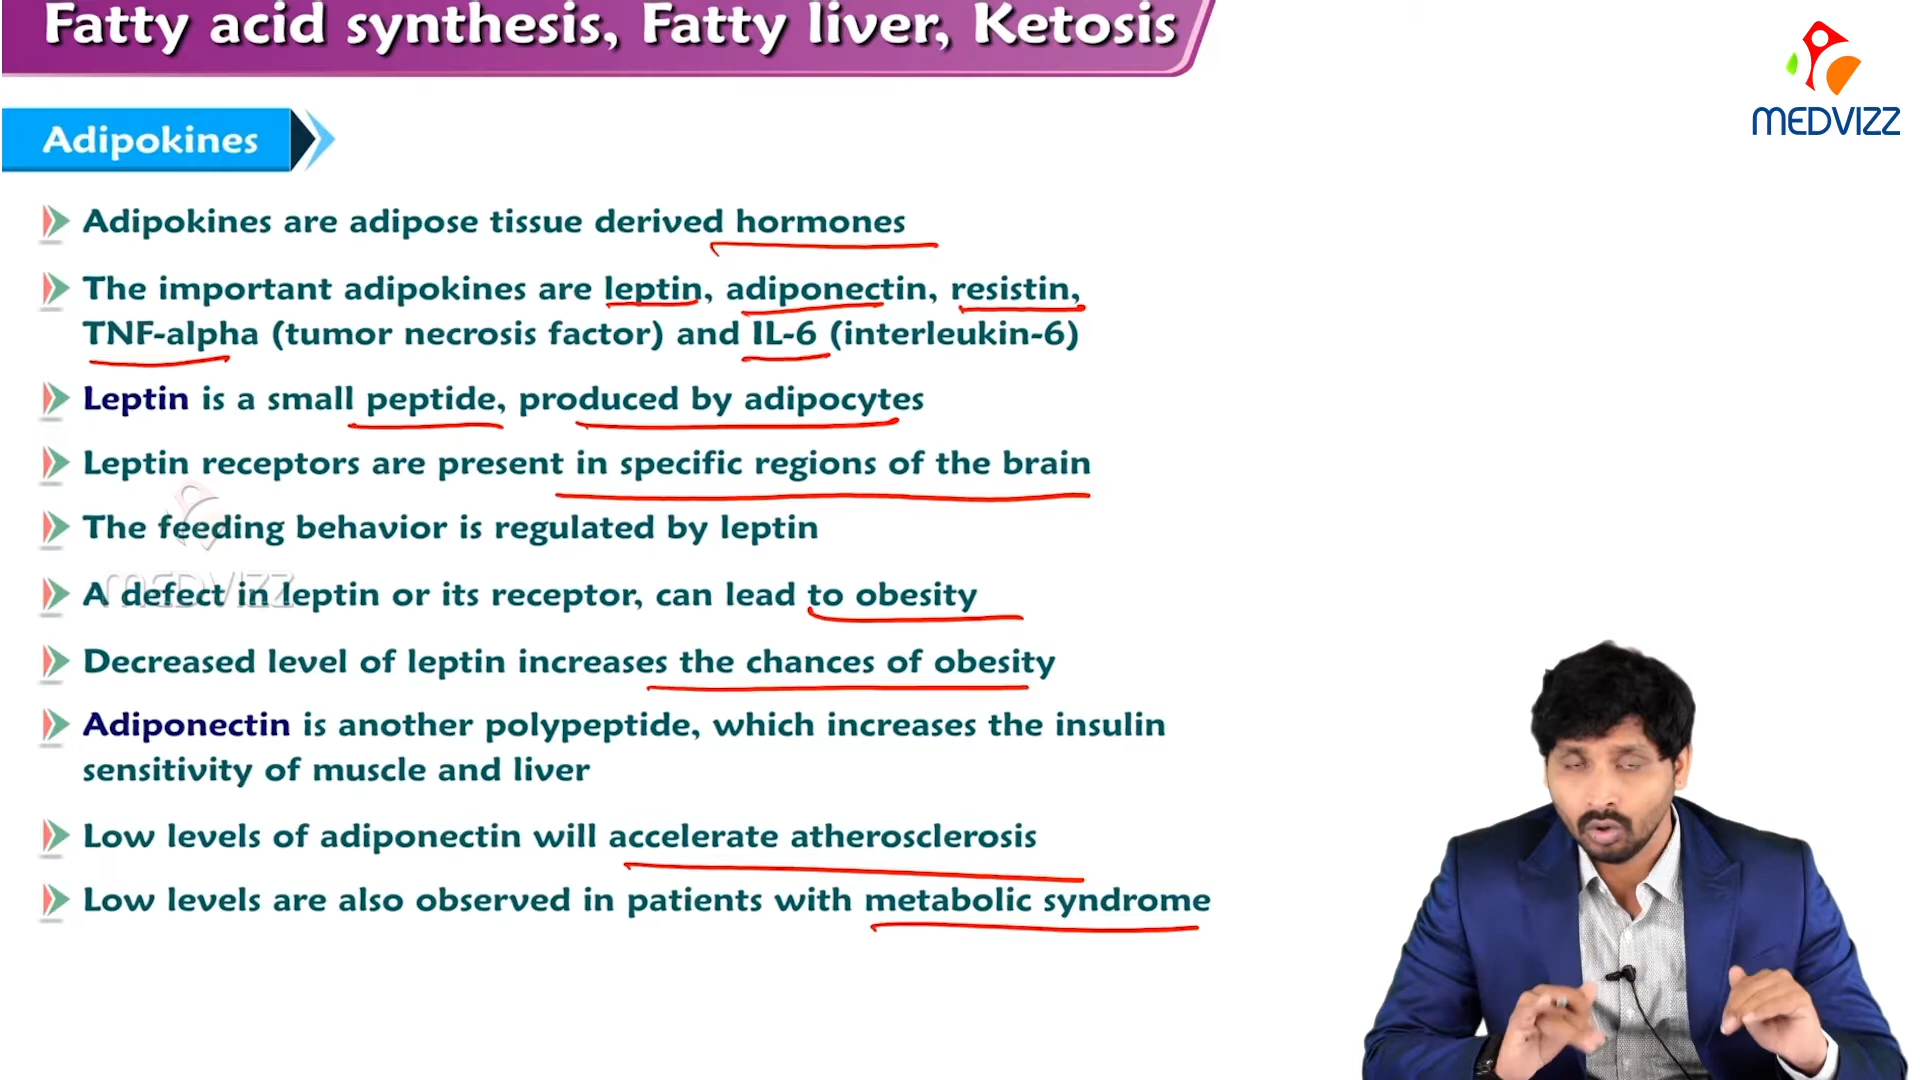 Fatty acid synthesis, Fatty liver, Ketosis
MEDVIZZ
Adipokines
Adipokines are adipose tissue derived hormones
The important adipokines are leptin, adiponectin, resistin,
TNF-alpha (tumor necrosis factor) and IL-6 (interleukin-6)
Leptin is a small peptide, produced by adipocytes
Leptin receptors are present in specific regions of the brain
The feeding behavior is regulated by leptin
MEDVIZZ
A defect in leptin or its receptor, can lead to obesity
Decreased level of leptin increases the chances of obesity
Adiponectin is another polypeptide, which increases the insulin
sensitivity of muscle and liver
Low levels of adiponectin will accelerate atherosclerosis
Low levels are also observed in patients with metabolic syndrome